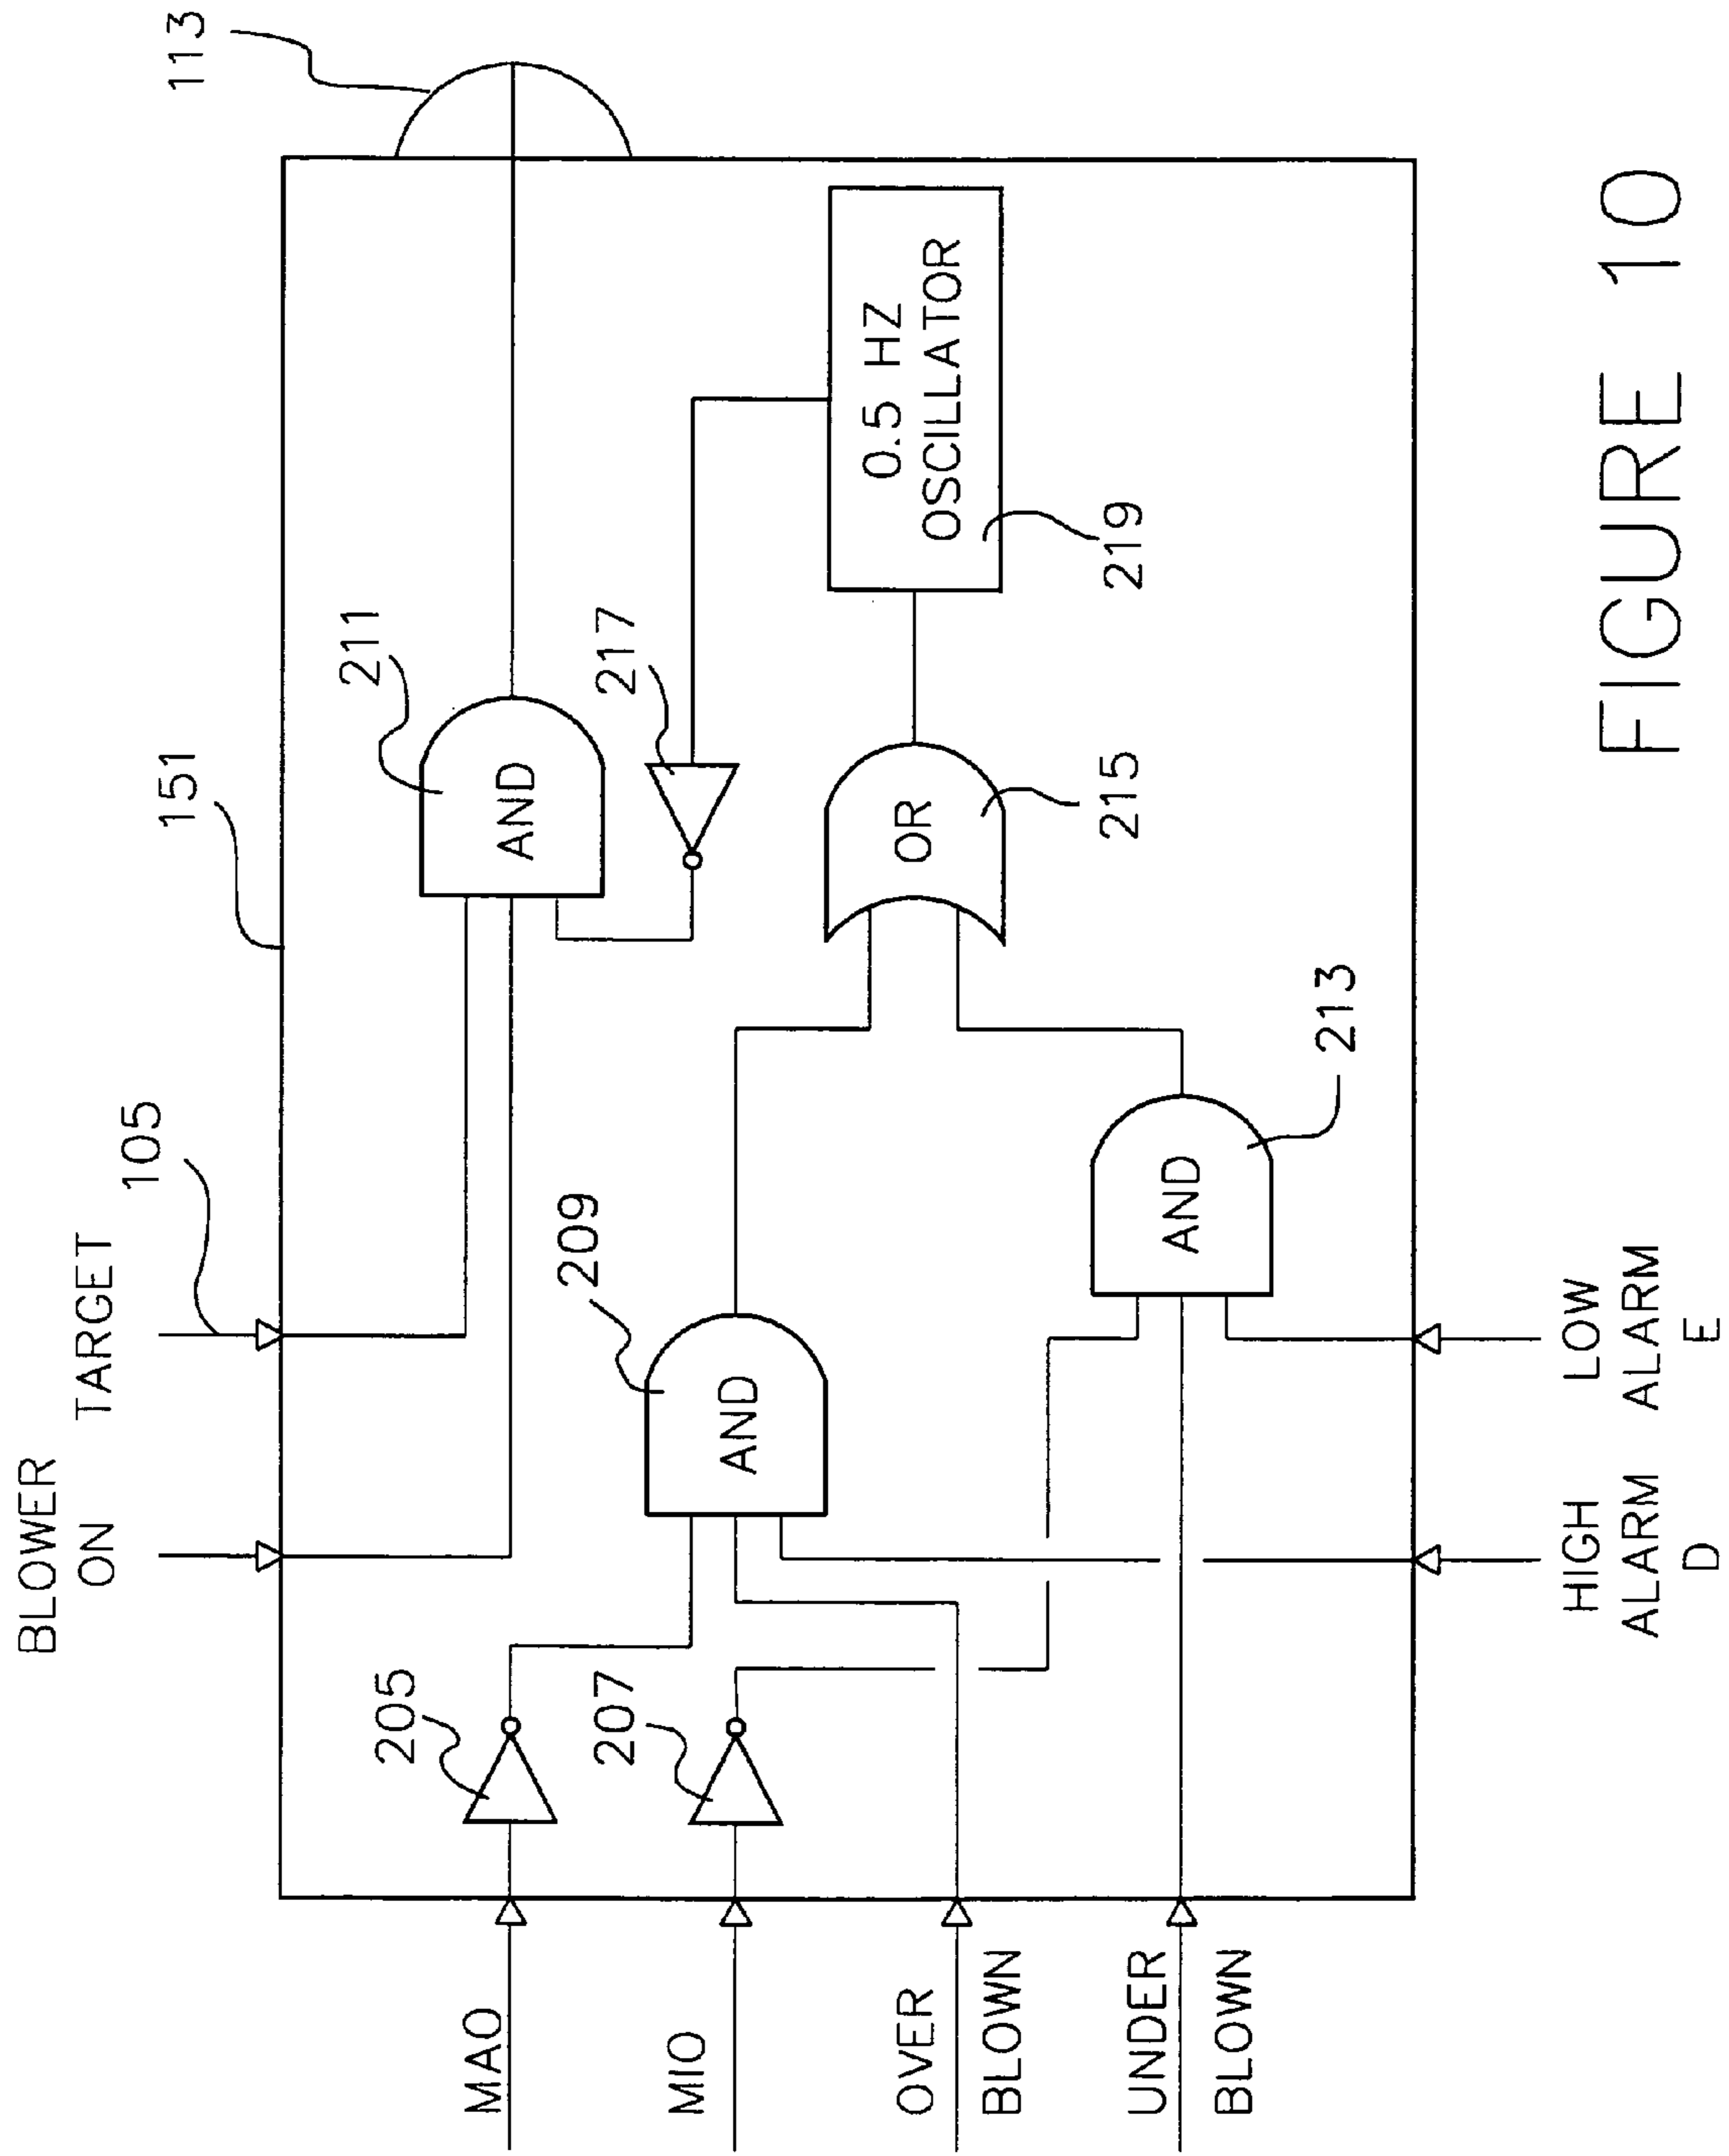 BLOWER
ON
TARGET
105
151
113
MAO
MIO
OVER
BLOWN
UNDER
BLOWN
205
207
209
AND
211
AND
217
213
AND
215
OR
219
0.5 HZ
OSCILLATOR
HIGH
ALARM
D
LOW
ALARM
E
FIGURE 10